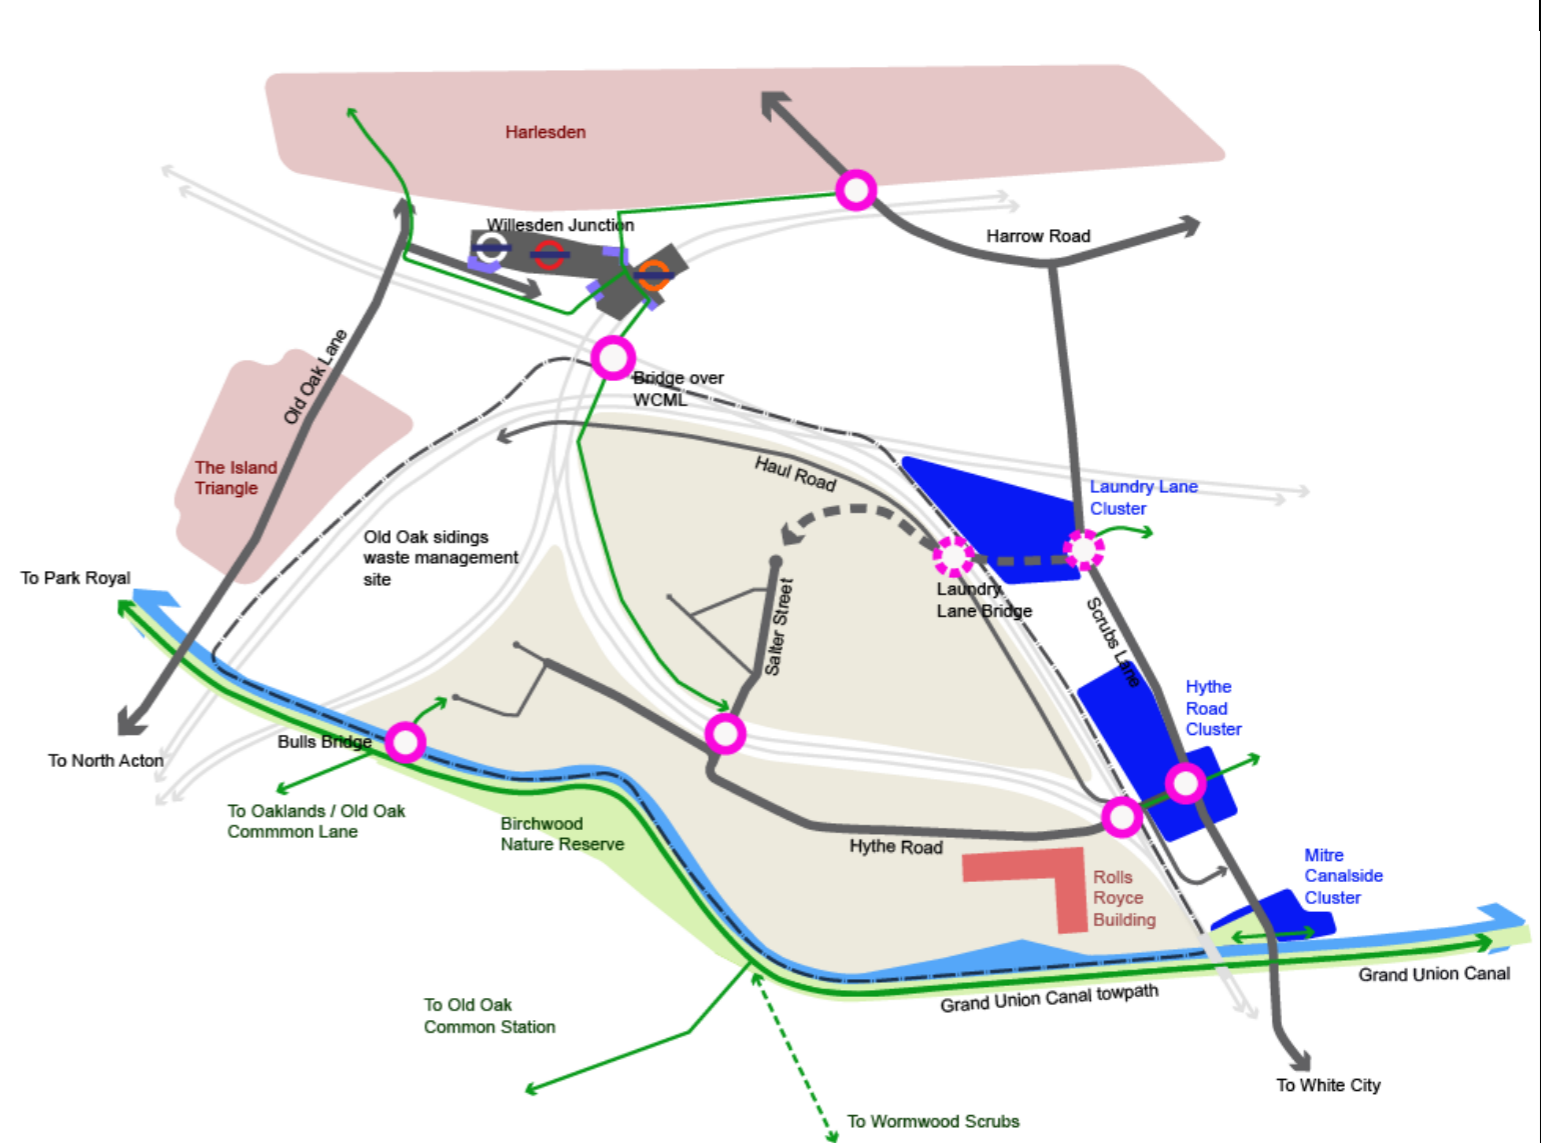 Harlesden
Willesden Junction
Harrow Road
Old Oak Lane
Bridge over
WCML
The Island
Triangle
Haul Road
Laundry Lane
Cluster
Old Oak sidings
waste management
site
To Park Royal
Laundry
Lane Bridge
Salter Street
Scrubs Lane
Hythe
Road
Cluster
Bulls Bridge
To North Acton
To Oaklands / Old Oak
Commmon Lane
Birchwood
Nature Reserve
Hythe Road
Rolls
Royce
Building
Mitre
Canalside
Cluster
Grand Union Canal
Grand Union Canal towpath
To Old Oak
Common Station
To White City
To Wormwood Scrubs